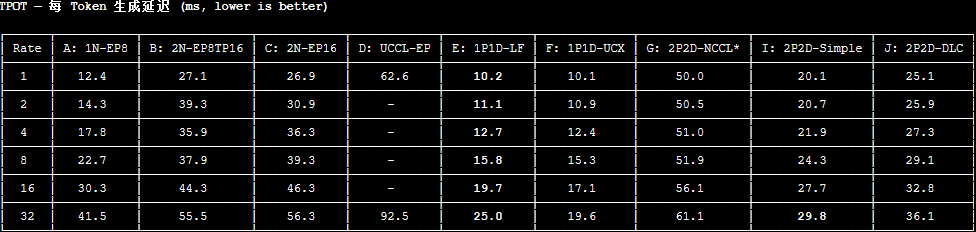 TPOT — 每 Token 生成延迟 (ms, lower is better)
Rate A: 1N-EP8 B: 2N-EP8TP16 C: 2N-EP16 D: UCCL-EP E: 1P1D-LF F: 1P1D-UCX G: 2P2D-NCCL* I: 2P2D-Simple J: 2P2D-DLC
1 12.4 27.1 26.9 62.6 10.2 10.1 50.0 20.1 25.1
2 14.3 39.3 30.9 – 11.1 10.9 50.5 20.7 25.9
4 17.8 35.9 36.3 – 12.7 12.4 51.0 21.9 27.3
8 22.7 37.9 39.3 – 15.8 15.3 51.9 24.3 29.1
16 30.3 44.3 46.3 – 19.7 17.1 56.1 27.7 32.8
32 41.5 55.5 56.3 92.5 25.0 19.6 61.1 29.8 36.1